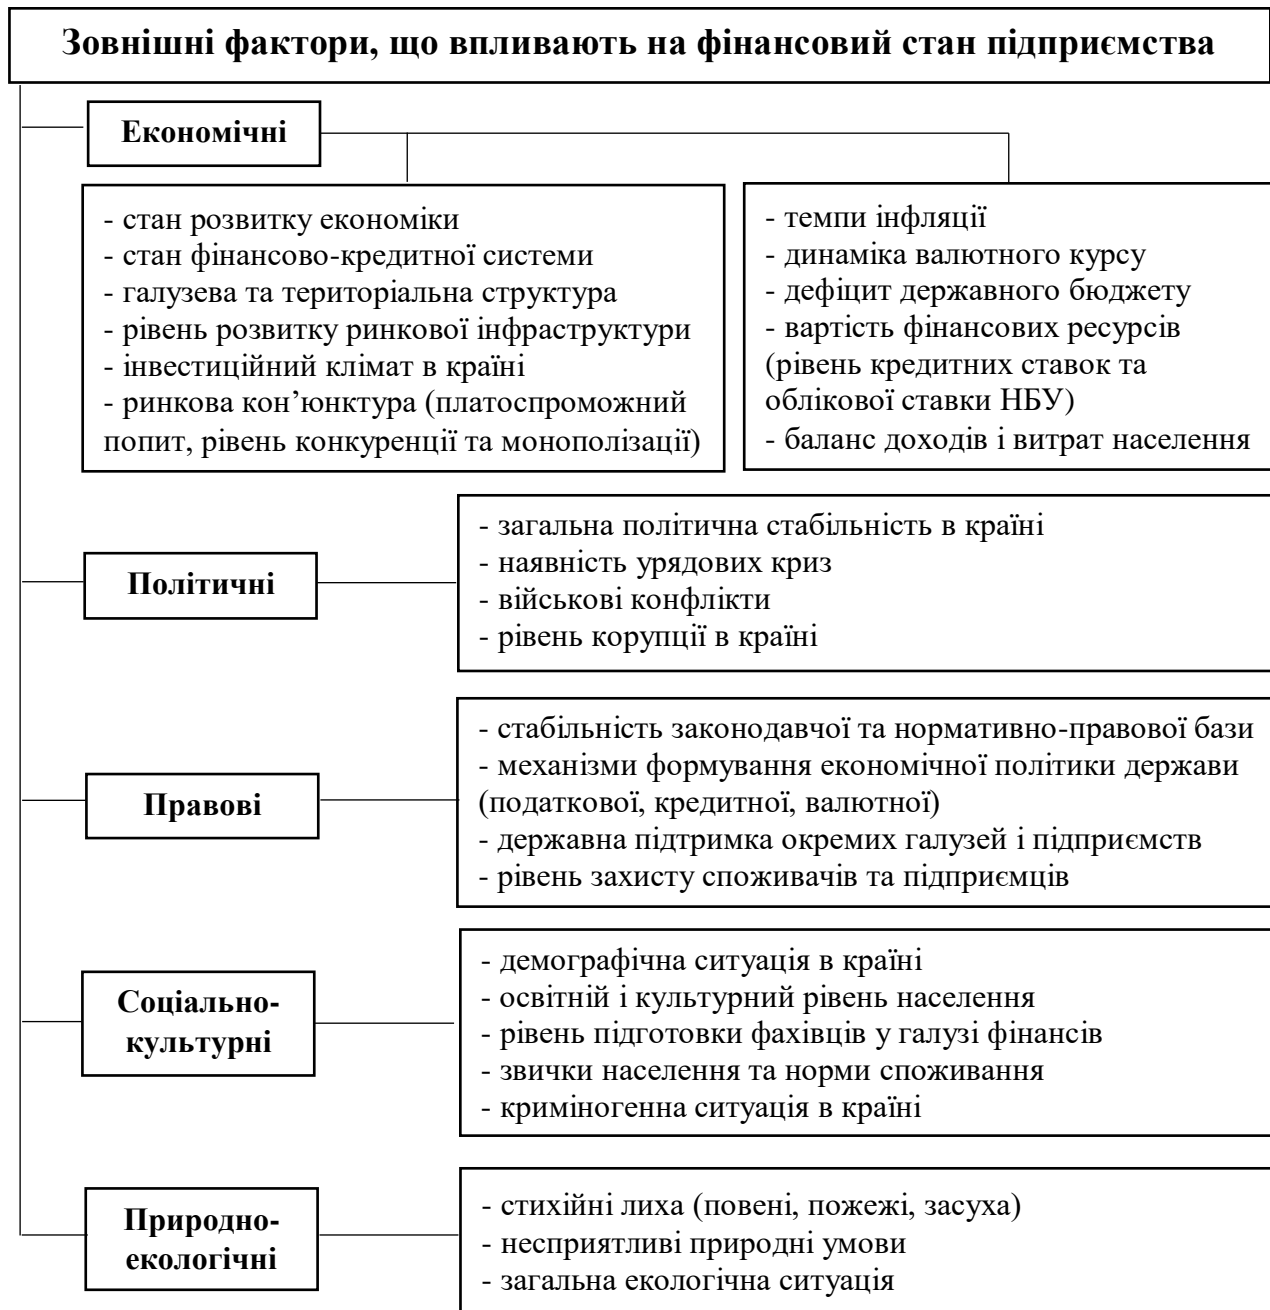 Зовнішні фактори, що впливають на фінансовий стан підприємства
Економічні
- стан розвитку економіки
- стан фінансово-кредитної системи
- галузева та територіальна структура
- рівень розвитку ринкової інфраструктури
- інвестиційний клімат в країні
- ринкова кон’юнктура (платоспроможний
попит, рівень конкуренції та монополізації)
- темпи інфляції
- динаміка валютного курсу
- дефіцит державного бюджету
- вартість фінансових ресурсів
(рівень кредитних ставок та
облікової ставки НБУ)
- баланс доходів і витрат населення
Політичні
- загальна політична стабільність в країні
- наявність урядових криз
- військові конфлікти
- рівень корупції в країні
Правові
- стабільність законодавчої та нормативно-правової бази
- механізми формування економічної політики держави
(податкової, кредитної, валютної)
- державна підтримка окремих галузей і підприємств
- рівень захисту споживачів та підприємців
Соціально-
культурні
- демографічна ситуація в країні
- освітній і культурний рівень населення
- рівень підготовки фахівців у галузі фінансів
- звички населення та норми споживання
- криміногенна ситуація в країні
Природно-
екологічні
- стихійні лиха (повені, пожежі, засуха)
- несприятливі природні умови
- загальна екологічна ситуація